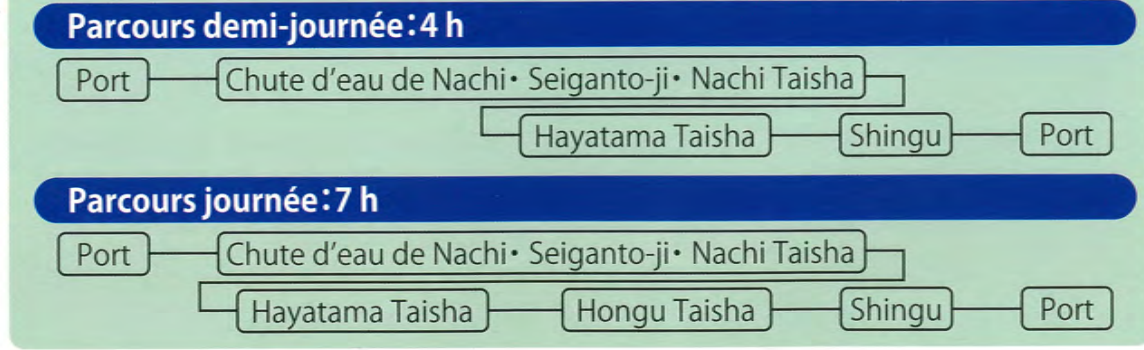 Parcours demi-journée:4 h
Port Chute d'eau de Nachi・ Seiganto-ji・ Nachi Taisha
Hayatama Taisha Shingu Port
Parcours journée:7 h
Port Chute d'eau de Nachi・ Seiganto-ji・ Nachi Taisha
Hayatama Taisha Hongu Taisha Shingu Port